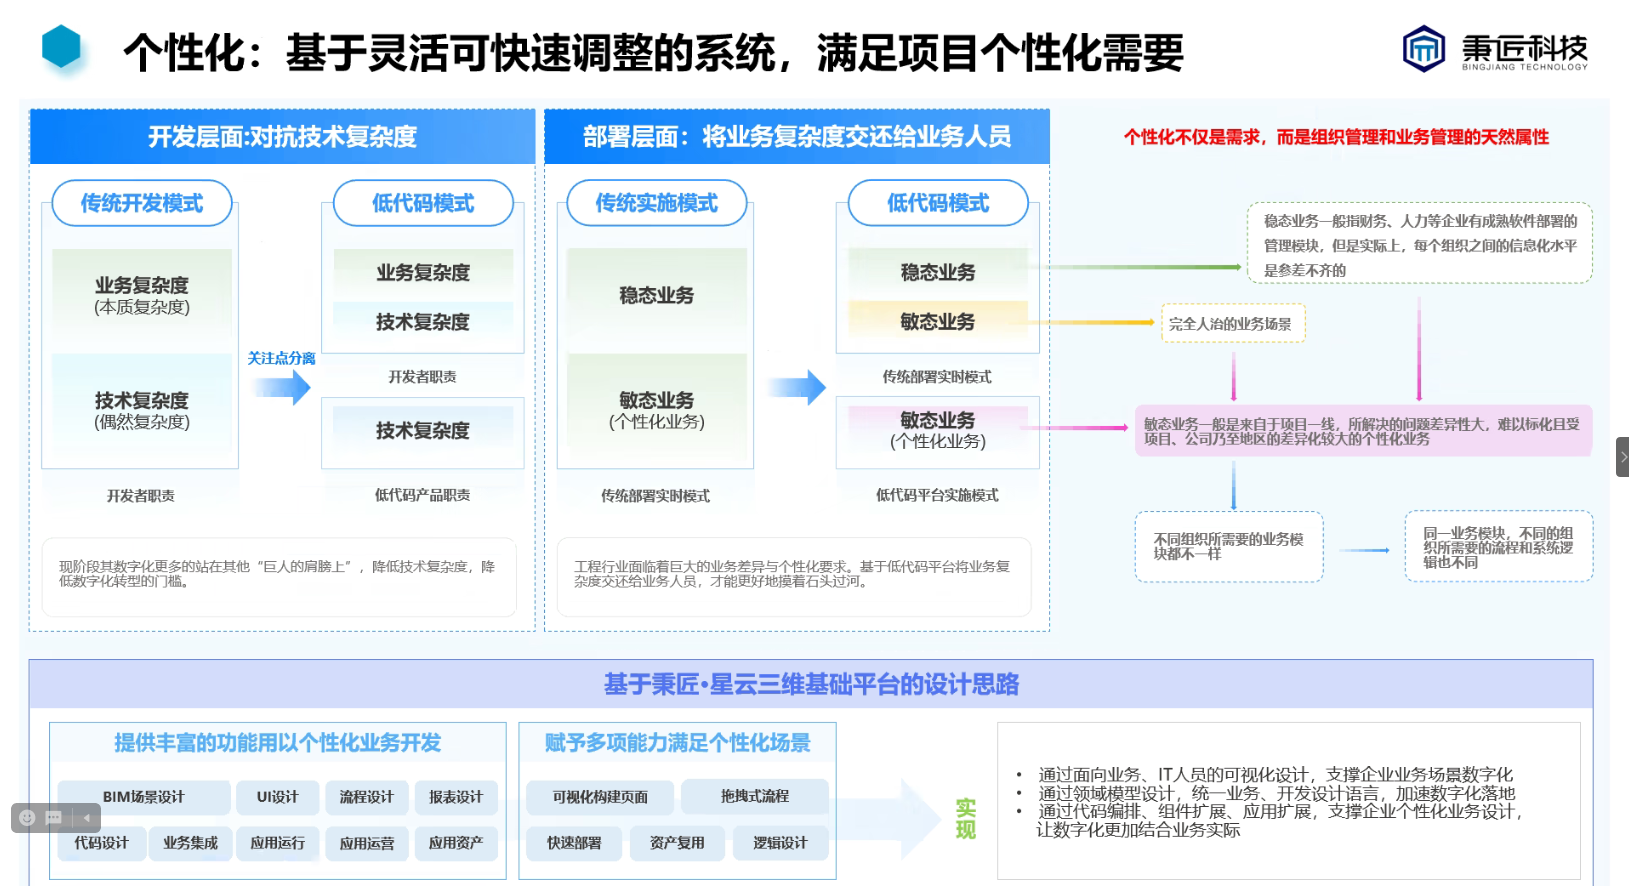 个性化：基于灵活可快速调整的系统，满足项目个性化需要
秉匠科技
BINGJIANG TECHNOLOGY
开发层面:对抗技术复杂度
传统开发模式
低代码模式
业务复杂度
(本质复杂度)
技术复杂度
(偶然复杂度)
开发者职责
关注点分离
业务复杂度
技术复杂度
开发者职责
技术复杂度
低代码产品职责
现阶段其数字化更多的站在其他“巨人的肩膀上”，降低技术复杂度，降
低数字化转型的门槛。
部署层面：将业务复杂度交还给业务人员
传统实施模式
低代码模式
稳态业务
敏态业务
(个性化业务)
传统部署实时模式
稳态业务
敏态业务
传统部署实时模式
敏态业务
(个性化业务)
低代码平台实施模式
工程行业面临着巨大的业务差异与个性化要求。基于低代码平台将业务复
杂度交还给业务人员，才能更好地摸着石头过河。
个性化不仅是需求，而是组织管理和业务管理的天然属性
稳态业务一般指财务、人力等企业有成熟软件部署的
管理模块，但是实际上，每个组织之间的信息化水平
是参差不齐的
完全人治的业务场景
敏态业务一般是来自于项目一线，所解决的问题差异性大，难以标化且受
项目、公司乃至地区的差异化较大的个性化业务
不同组织所需要的业务模
块都不一样
同一业务模块，不同的组
织所需要的流程和系统逻
辑也不同
基于秉匠·星云三维基础平台的设计思路
提供丰富的功能用以个性化业务开发
BIM场景设计
UI设计
流程设计
报表设计
代码设计
业务集成
应用运行
应用运营
应用资产
赋予多项能力满足个性化场景
可视化构建页面
拖拽式流程
快速部署
资产复用
逻辑设计
实
现
• 通过面向业务、IT人员的可视化设计，支撑企业业务场景数字化
• 通过领域模型设计，统一业务、开发设计语言，加速数字化落地
• 通过代码编排、组件扩展、应用扩展，支撑企业个性化业务设计，
让数字化更加结合业务实际